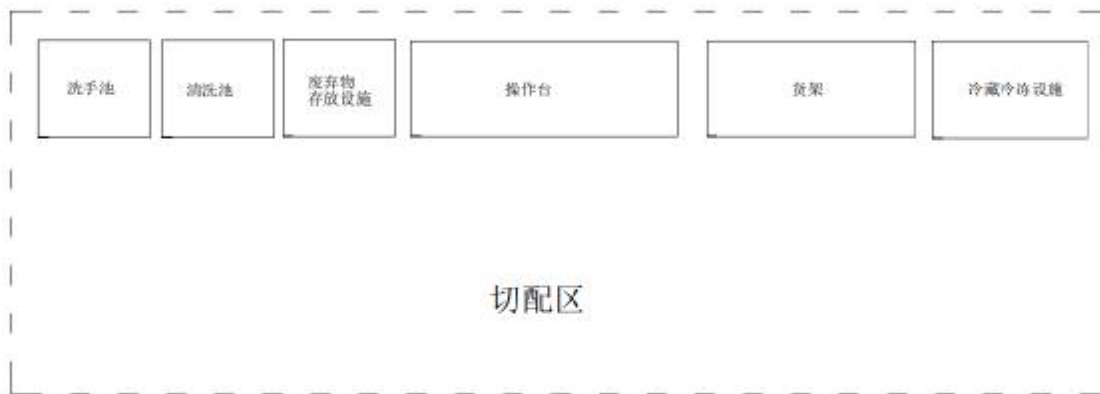 洗手池
清洗池
废弃物
存放设施
操作台
货架
冷藏冷冻设施
切配区